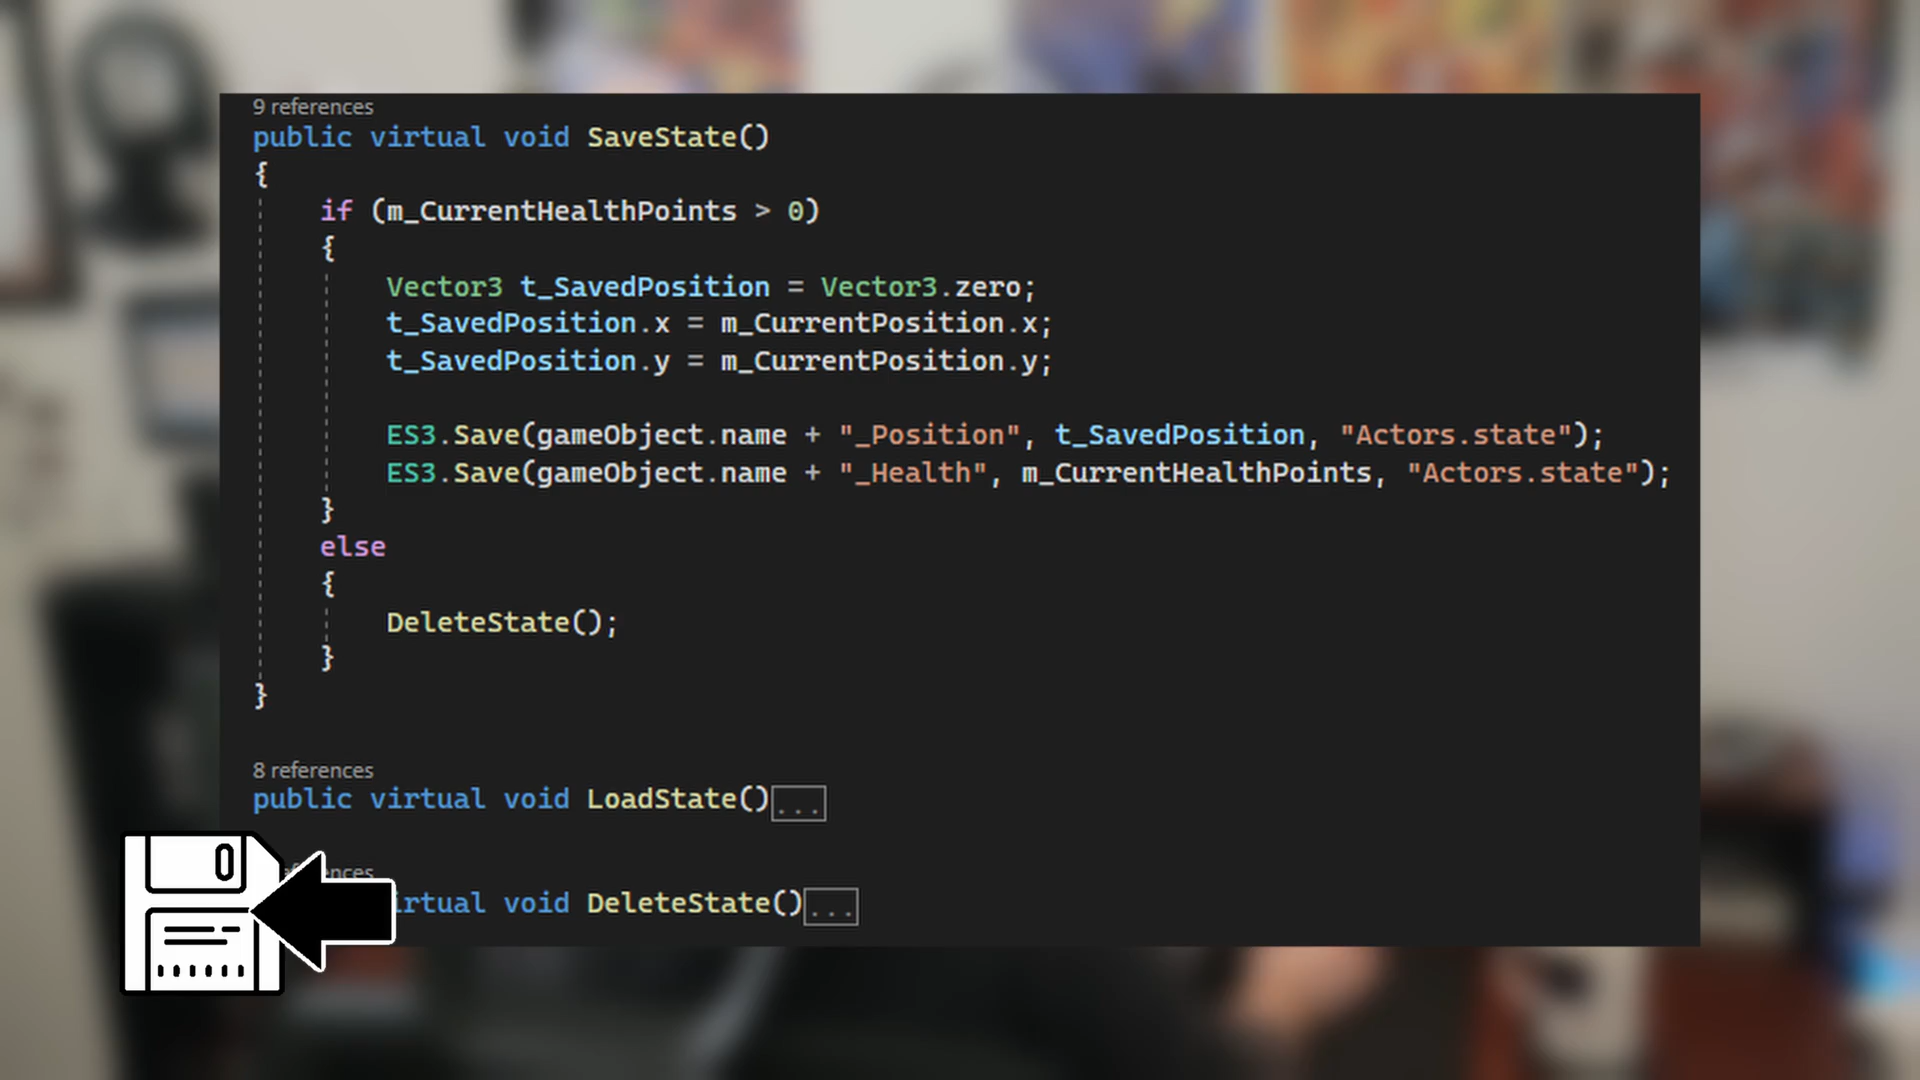 9 references
public virtual void SaveState()
{
if (m_CurrentHealthPoints > 0)
{
Vector3 t_SavedPosition = Vector3.zero;
t_SavedPosition.x = m_CurrentPosition.x;
t_SavedPosition.y = m_CurrentPosition.y;
ES3.Save(gameObject.name + "_Position", t_SavedPosition, "Actors.state");
ES3.Save(gameObject.name + "_Health", m_CurrentHealthPoints, "Actors.state");
}
else
{
DeleteState();
}
}
8 references
public virtual void LoadState()...
void DeleteState()...